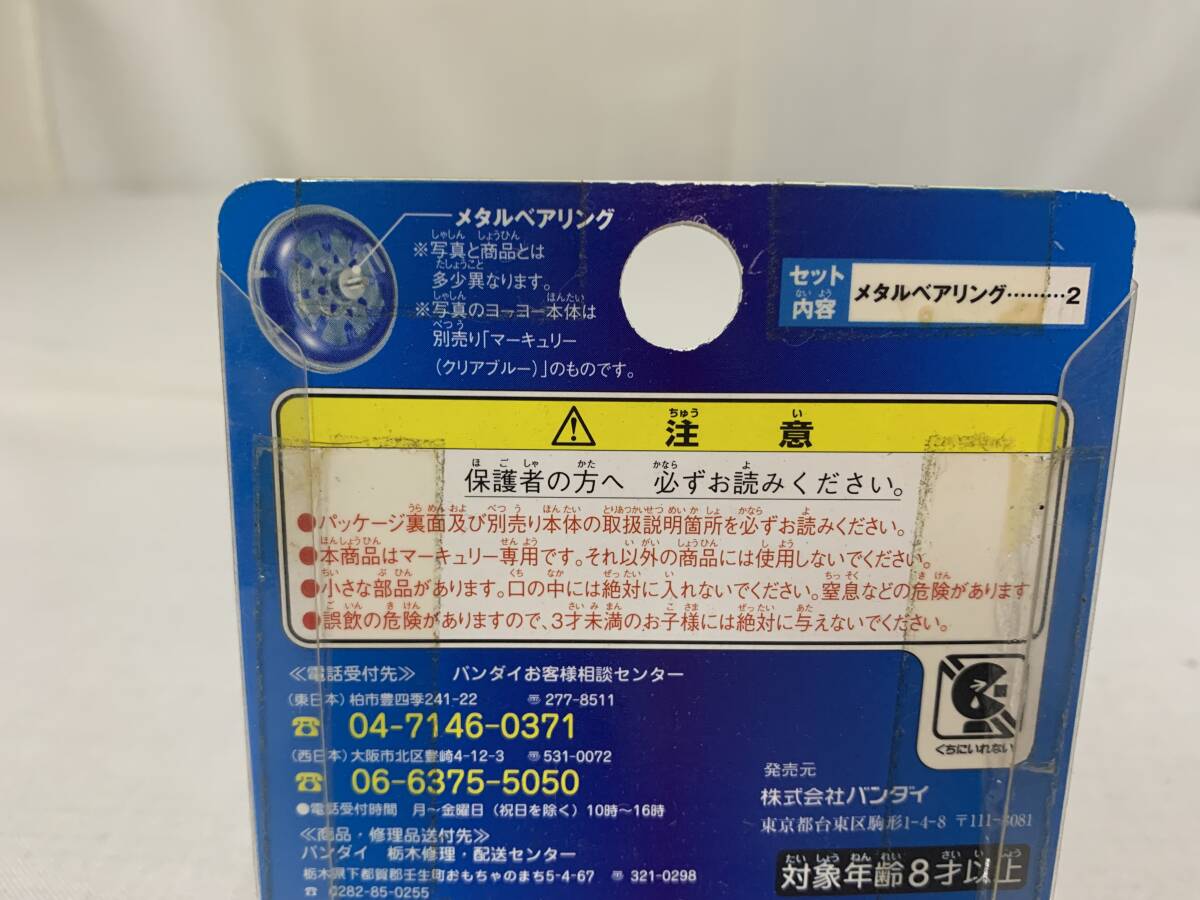 メタルベアリング
※写真と商品とは
多少異なります。
※写真のヨーヨー本体は
別売り「マーキュリー
（クリアブルー）」のものです。
セット
内容
メタルベアリング………2
注意
保護者の方へ 必ずお読みください。
●パッケージ裏面及び別売り本体の取扱説明箇所を必ずお読みください。
●本商品はマーキュリー専用です。それ以外の商品には使用しないでください。
●小さな部品があります。口の中には絶対に入れないでください。窒息などの危険があります
●誤飲の危険がありますので、3才未満のお子様には絶対に与えないでください。
≪電話受付先≫ バンダイお客様相談センター
（東日本）柏市豊四季241-22 〒277-8511
☎ 04-7146-0371
（西日本）大阪市北区豊崎4-12-3 〒531-0072
☎ 06-6375-5050
●電話受付時間 月〜金曜日（祝日を除く）10時〜16時
≪商品・修理品送付先≫
バンダイ 栃木修理・配送センター
栃木県下都賀郡壬生町おもちゃのまち5-4-67 〒321-0298
☎ 0282-85-0255
くちにいれない
発売元
株式会社バンダイ
東京都台東区駒形1-4-8 〒111-8081
対象年齢8才以上